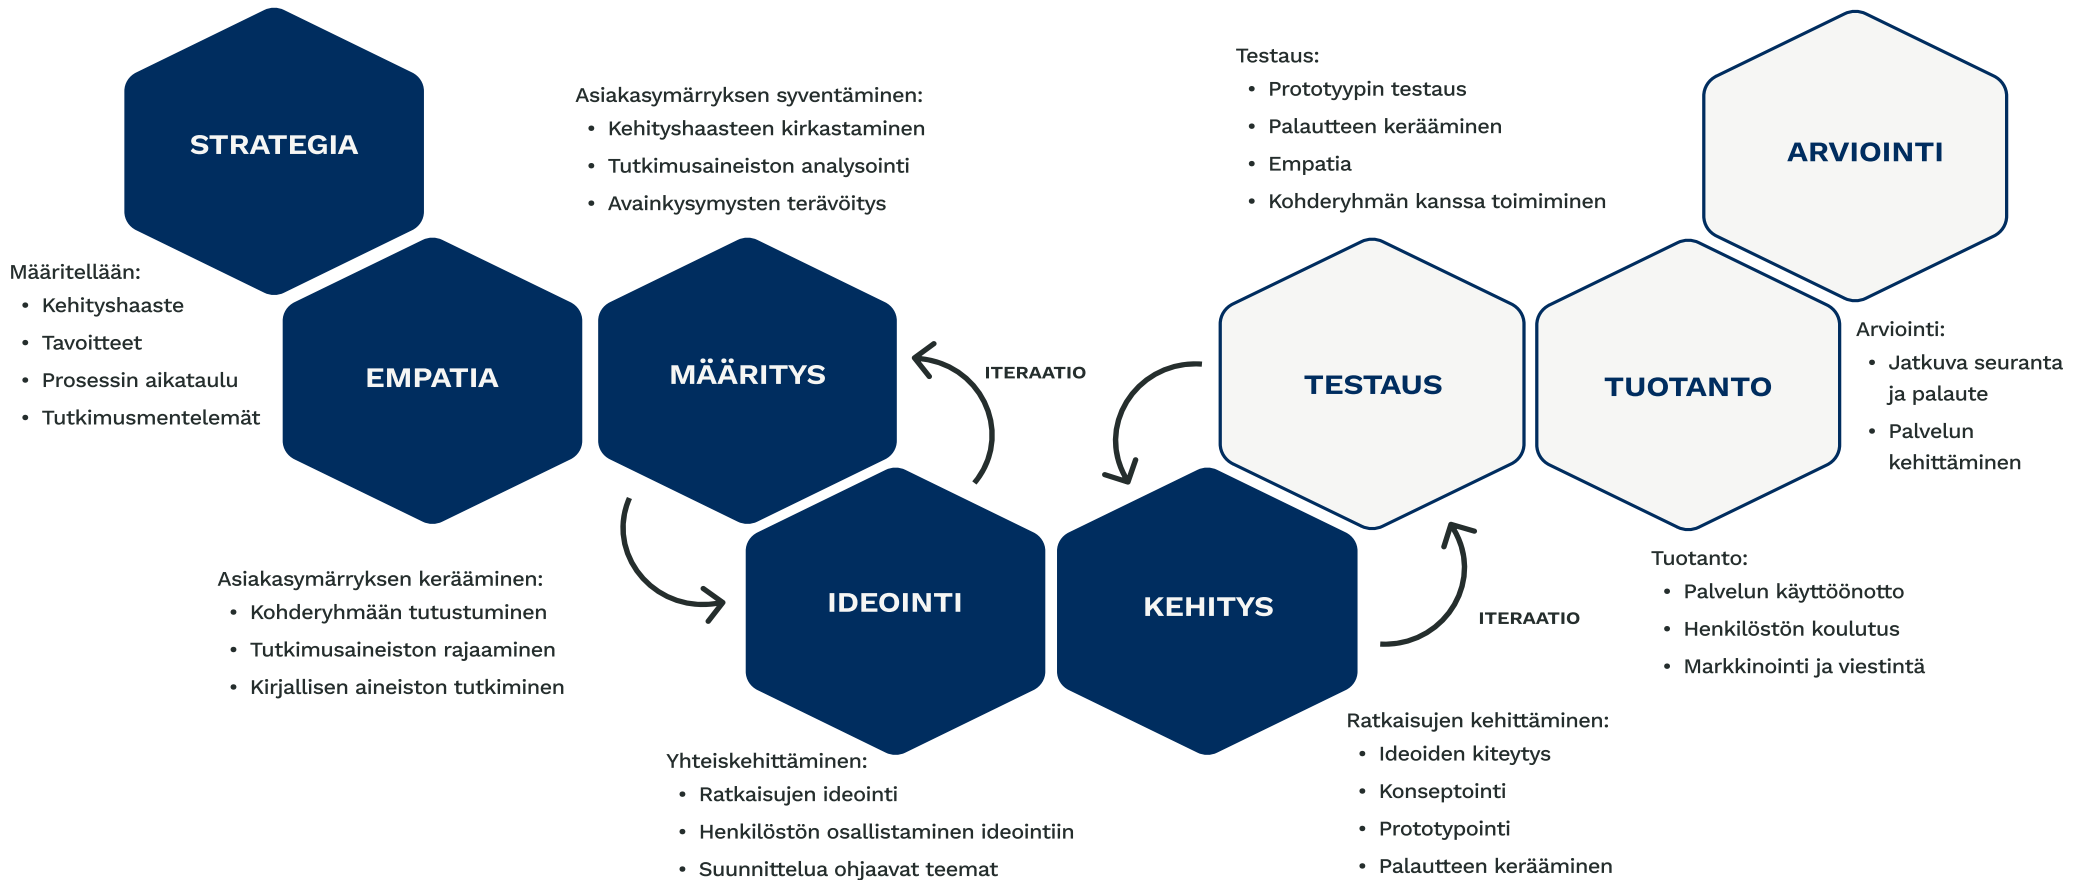 STRATEGIA
Määritellään:
• Kehityshaaste
• Tavoitteet
• Prosessin aikataulu
• Tutkimusmentelemät
EMPATIA
Asiakasymärryksen kerääminen:
• Kohderyhmään tutustuminen
• Tutkimusaineiston rajaaminen
• Kirjallisen aineiston tutkiminen
Asiakasymärryksen syventäminen:
• Kehityshaasteen kirkastaminen
• Tutkimusaineiston analysointi
• Avainkysymysten terävöitys
MÄÄRITYS
ITERAATIO
IDEOINTI
Yhteiskehittäminen:
• Ratkaisujen ideointi
• Henkilöstön osallistaminen ideointiin
• Suunnittelua ohjaavat teemat
KEHITYS
Ratkaisujen kehittäminen:
• Ideoiden kiteytys
• Konseptointi
• Prototypointi
• Palautteen kerääminen
ITERAATIO
Testaus:
• Prototyypin testaus
• Palautteen kerääminen
• Empatia
• Kohderyhmän kanssa toimiminen
TESTAUS
TUOTANTO
Tuotanto:
• Palvelun käyttöönotto
• Henkilöstön koulutus
• Markkinointi ja viestintä
ARVIOINTI
Arviointi:
• Jatkuva seuranta
ja palaute
• Palvelun
kehittäminen